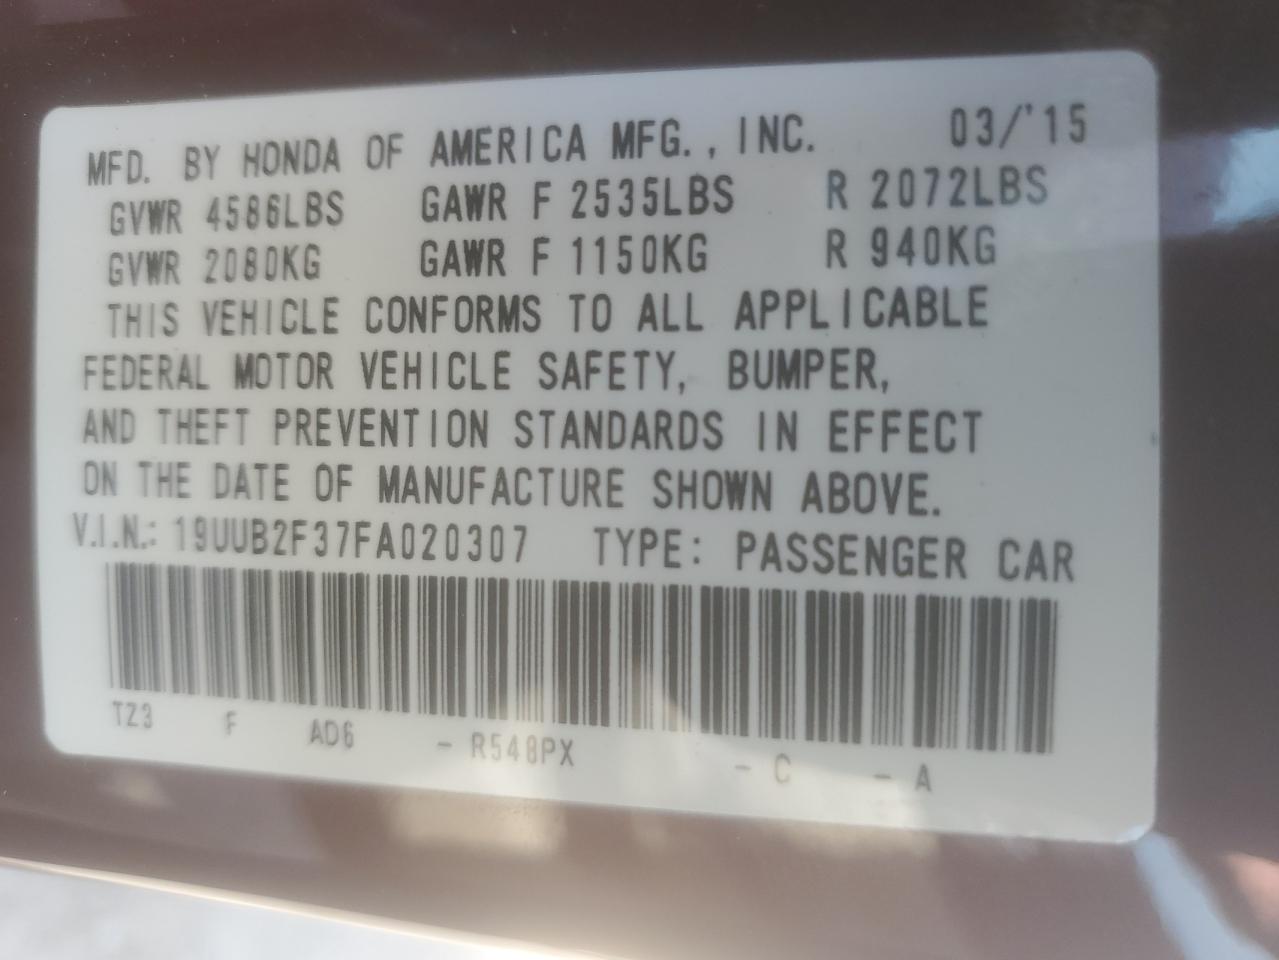 MFD. BY HONDA OF AMERICA MFG., INC. 03/'15
GVWR 4586LBS GAWR F 2535LBS R 2072LBS
GVWR 2080KG GAWR F 1150KG R 940KG
THIS VEHICLE CONFORMS TO ALL APPLICABLE
FEDERAL MOTOR VEHICLE SAFETY, BUMPER,
AND THEFT PREVENTION STANDARDS IN EFFECT
ON THE DATE OF MANUFACTURE SHOWN ABOVE.
V.I.N.: 19UUB2F37FA020307 TYPE: PASSENGER CAR
TZ3 F AD6 - R548PX - C - A